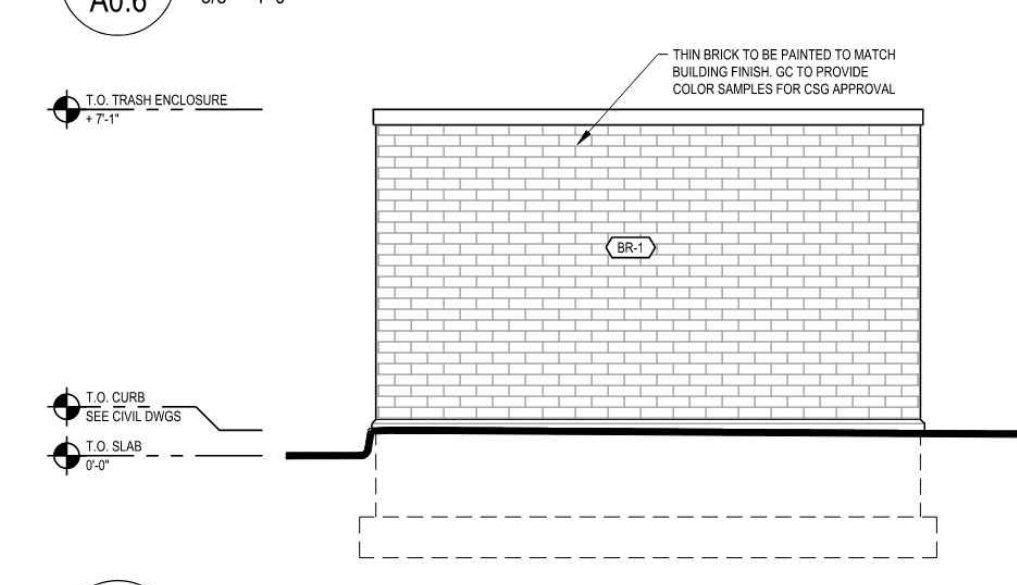 A0.6
THIN BRICK TO BE PAINTED TO MATCH
BUILDING FINISH. GC TO PROVIDE
COLOR SAMPLES FOR CSG APPROVAL
T.O. TRASH ENCLOSURE
+ 7'-1"
BR-1
T.O. CURB
SEE CIVIL DWGS
T.O. SLAB
0'-0"